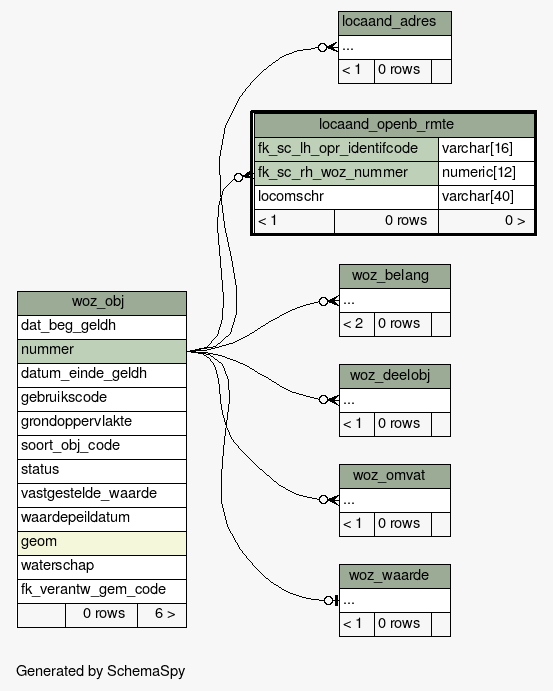 locaand_adres
...
< 1 0 rows
locaand_openb_rmte
fk_sc_lh_opr_identifcode varchar[16]
fk_sc_rh_woz_nummer numeric[12]
locomschr varchar[40]
< 1 0 rows 0 >
woz_belang
...
< 2 0 rows
woz_obj
dat_beg_geldh
nummer
datum_einde_geldh
gebruikscode
grondoppervlakte
soort_obj_code
status
vastgestelde_waarde
waardepeildatum
geom
waterschap
fk_verantw_gem_code
0 rows 6 >
woz_deelobj
...
< 1 0 rows
woz_omvat
...
< 1 0 rows
woz_waarde
...
< 1 0 rows
Generated by SchemaSpy